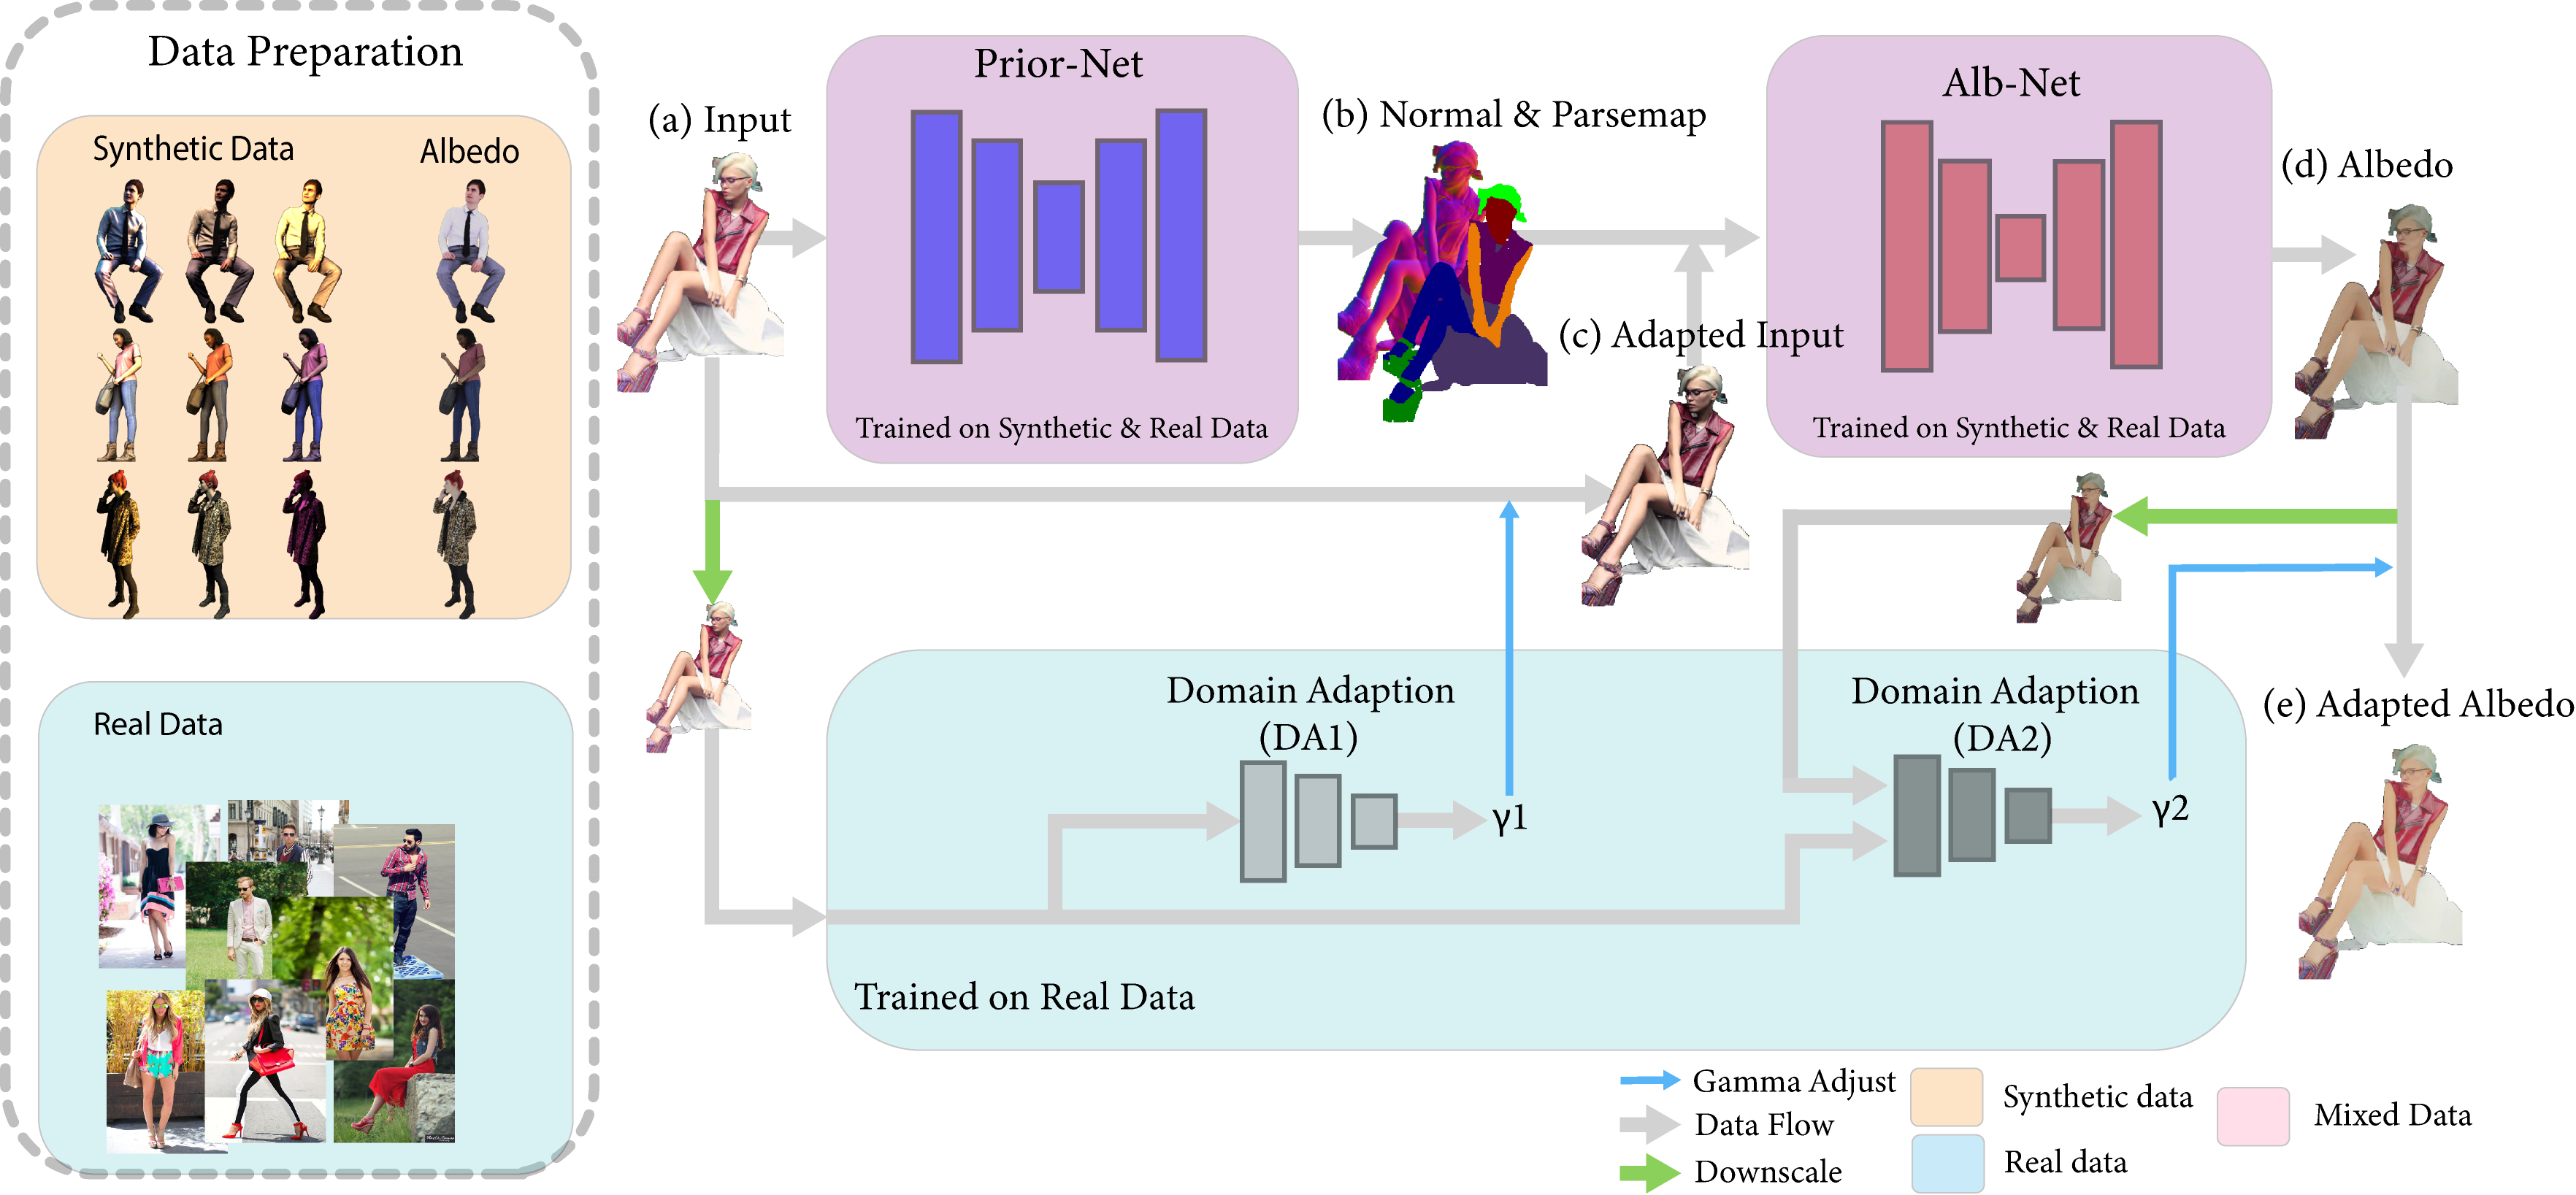 Data Preparation
Synthetic Data
Albedo
Real Data
(a) Input
Prior-Net
Trained on Synthetic & Real Data
(b) Normal & Parsemap
(c) Adapted Input
Alb-Net
Trained on Synthetic & Real Data
(d) Albedo
Domain Adaption
(DA1)
γ1
Domain Adaption
(DA2)
γ2
(e) Adapted Albedo
Trained on Real Data
Gamma Adjust
Data Flow
Downscale
Synthetic data
Real data
Mixed Data